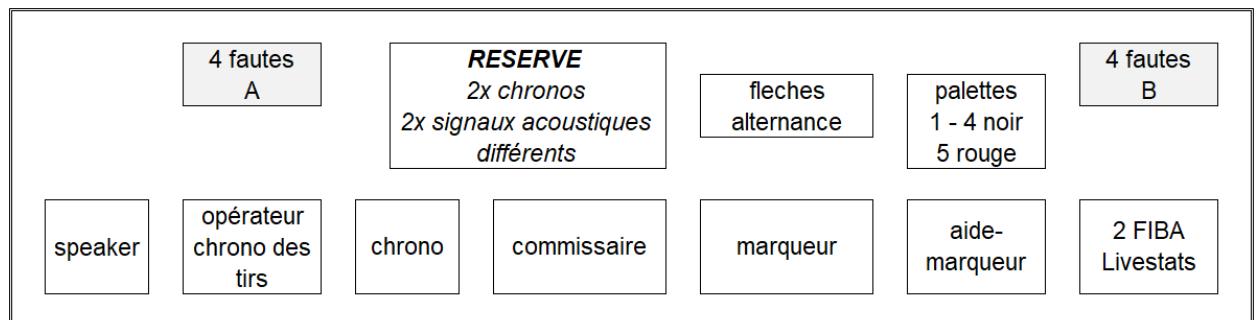 4 fautes
A
RESERVE
2x chronos
2x signaux acoustiques
différents
fleches
alternance
palettes
1 - 4 noir
5 rouge
4 fautes
B
speaker
opérateur
chrono des
tirs
chrono
commissaire
marqueur
aide-
marqueur
2 FIBA
Livestats